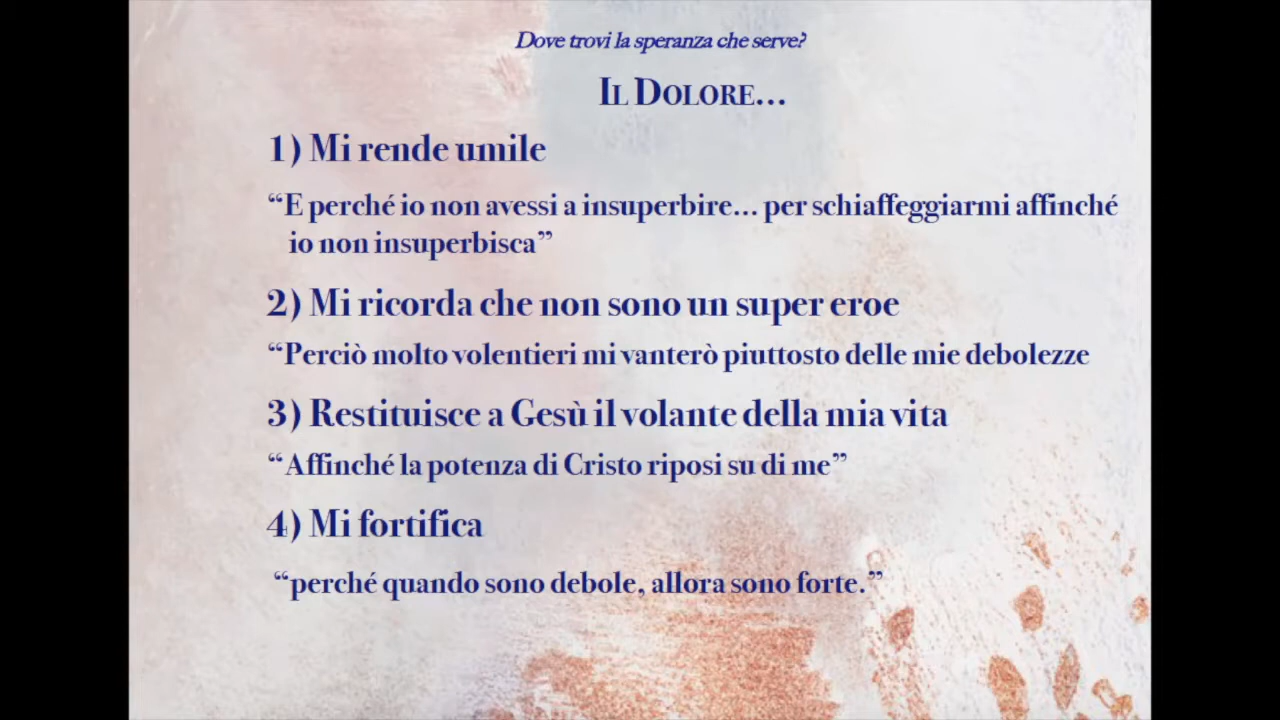 Dove trovi la speranza che serve?
Il Dolore...
1) Mi rende umile
“E perché io non avessi a insuperbire... per schiaffeggiarmi affinché
io non insuperbisca”
2) Mi ricorda che non sono un super eroe
“Perciò molto volentieri mi vanterò piuttosto delle mie debolezze
3) Restituisce a Gesù il volante della mia vita
“Affinché la potenza di Cristo riposi su di me”
4) Mi fortifica
“perché quando sono debole, allora sono forte.”